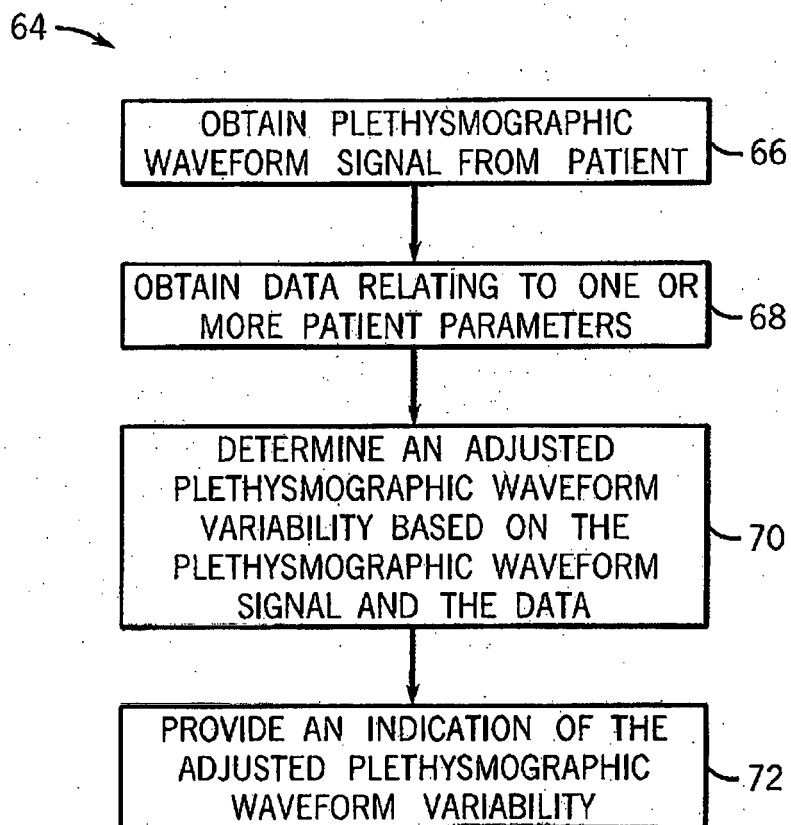 64
OBTAIN PLETHYSMOGRAPHIC
WAVEFORM SIGNAL FROM PATIENT
66
OBTAIN DATA RELATING TO ONE OR
MORE PATIENT PARAMETERS
68
DETERMINE AN ADJUSTED
PLETHYSMOGRAPHIC WAVEFORM
VARIABILITY BASED ON THE
PLETHYSMOGRAPHIC WAVEFORM
SIGNAL AND THE DATA
70
PROVIDE AN INDICATION OF THE
ADJUSTED PLETHYSMOGRAPHIC
WAVEFORM VARIABILITY
72